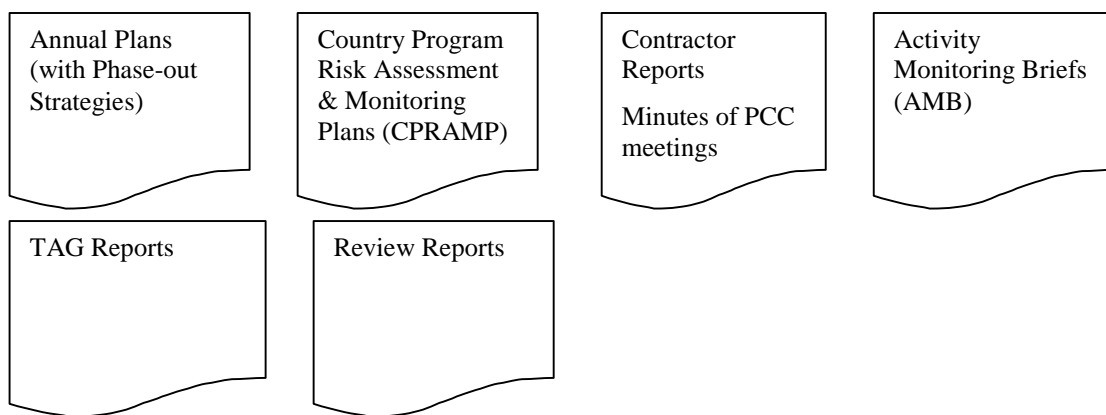 Annual Plans
(with Phase-out
Strategies)
Country Program
Risk Assessment
& Monitoring
Plans (CPRAMP)
Contractor
Reports
Minutes of PCC
meetings
Activity
Monitoring Briefs
(AMB)
TAG Reports
Review Reports